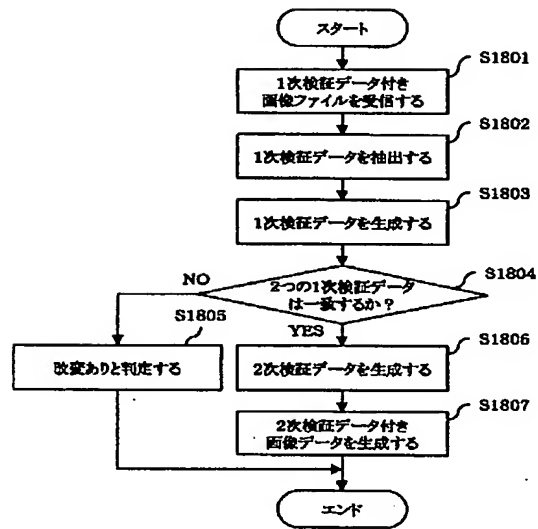 スタート
S1801
1次検証データ付き
画像ファイルを受信する
S1802
1次検証データを抽出する
S1803
1次検証データを生成する
S1804
2つの1次検証データ
は一致するか?
NO
YES
S1805
改変ありと判定する
S1806
2次検証データを生成する
S1807
2次検証データ付き
画像データを生成する
エンド